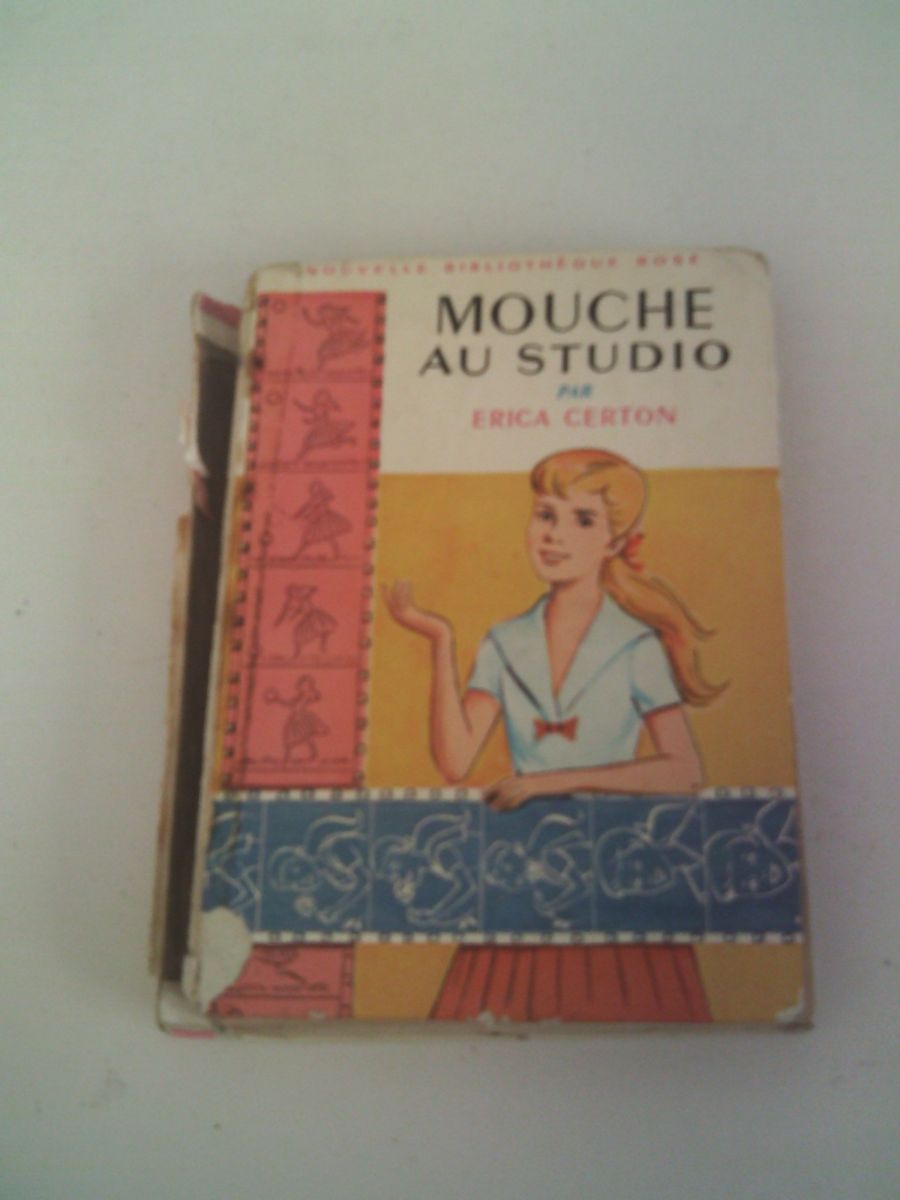 NOUVELLE BIBLIOTHÈQUE ROSE
MOUCHE
AU STUDIO
PAR
ERICA CERTON